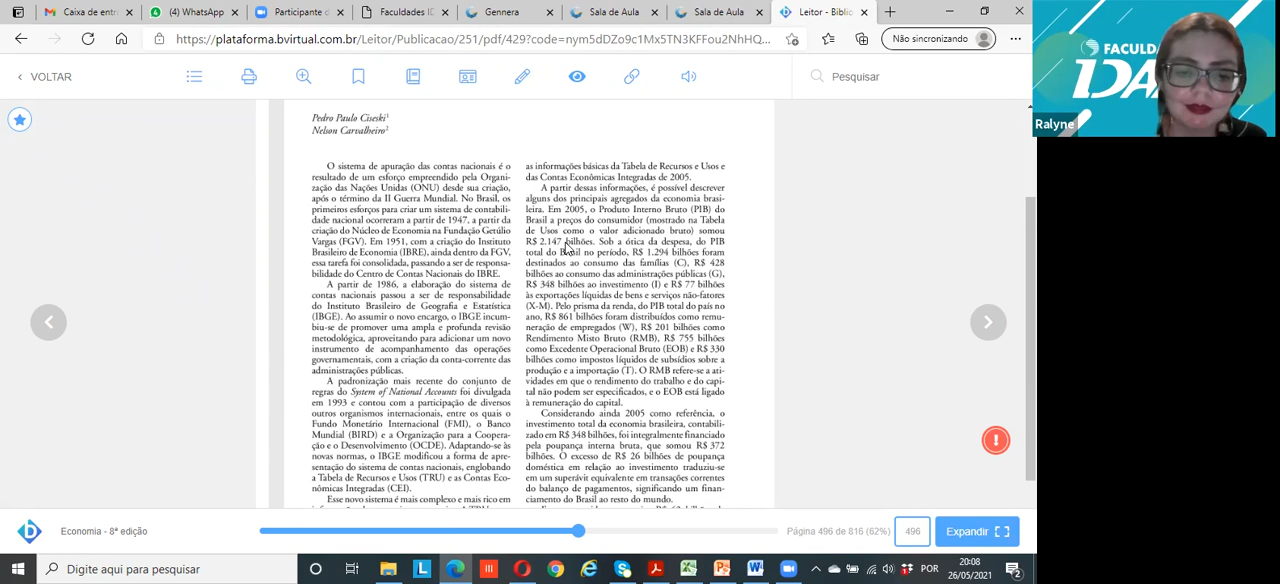 Caixa de entr
(4) WhatsApp
Participante d
Faculdades ID
Gennera
Sala de Aula
Sala de Aula
Leitor - Biblio
https://plataforma.bvirtual.com.br/Leitor/Publicacao/251/pdf/429?code=nym5dDZo9c1Mx5TN3KFFou2NhHQ...
Não sincronizando
VOLTAR
Pesquisar
Pedro Paulo Ciseski¹
Nelson Carvalheiro²
O sistema de apuração das contas nacionais é o
resultado de um esforço empreendido pela Organi-
zação das Nações Unidas (ONU) desde sua criação,
após o término da II Guerra Mundial. No Brasil, os
primeiros esforços para criar um sistema de contabili-
dade nacional ocorreram a partir de 1947, a partir da
criação do Núcleo de Economia na Fundação Getúlio
Vargas (FGV). Em 1951, com a criação do Instituto
Brasileiro de Economia (IBRE), ainda dentro da FGV,
essa tarefa foi consolidada, passando a ser de responsa-
bilidade do Centro de Contas Nacionais do IBRE.
A partir de 1986, a elaboração do sistema de
contas nacionais passou a ser de responsabilidade
do Instituto Brasileiro de Geografia e Estatística
(IBGE). Ao assumir o novo encargo, o IBGE incum-
biu-se de promover uma ampla e profunda revisão
metodológica, aproveitando para adicionar um novo
instrumento de acompanhamento das operações
governamentais, com a criação da conta-corrente das
administrações públicas.
A padronização mais recente do conjunto de
regras do System of National Accounts foi divulgada
em 1993 e contou com a participação de diversos
outros organismos internacionais, entre os quais o
Fundo Monetário Internacional (FMI), o Banco
Mundial (BIRD) e a Organização para a Coopera-
ção e o Desenvolvimento (OCDE). Adaptando-se às
novas normas, o IBGE modificou a forma de apre-
sentação do sistema de contas nacionais, englobando
a Tabela de Recursos e Usos (TRU) e as Contas Eco-
nômicas Integradas (CEI).
Esse novo sistema é mais complexo e mais rico em
as informações básicas da Tabela de Recursos e Usos e
das Contas Econômicas Integradas de 2005.
A partir dessas informações, é possível descrever
alguns dos principais agregados da economia brasi-
leira. Em 2005, o Produto Interno Bruto (PIB) do
Brasil a preços do consumidor (mostrado na Tabela
de Usos como o valor adicionado bruto) somou
R$ 2.147 bilhões. Sob a ótica da despesa, do PIB
total do Brasil no período, R$ 1.294 bilhões foram
destinados ao consumo das famílias (C), R$ 428
bilhões ao consumo das administrações públicas (G),
R$ 348 bilhões ao investimento (I) e R$ 77 bilhões
às exportações líquidas de bens e serviços não-fatores
(X-M). Pelo prisma da renda, do PIB total do país no
ano, R$ 861 bilhões foram distribuídos como remu-
neração de empregados (W), R$ 201 bilhões como
Rendimento Misto Bruto (RMB), R$ 755 bilhões
como Excedente Operacional Bruto (EOB) e R$ 330
bilhões como impostos líquidos de subsídios sobre a
produção e a importação (T). O RMB refere-se a ati-
vidades em que o rendimento do trabalho e do capi-
tal não podem ser especificados, e o EOB está ligado
à remuneração do capital.
Considerando ainda 2005 como referência, o
investimento total da economia brasileira, contabili-
zado em R$ 348 bilhões, foi integralmente financiado
pela poupança interna bruta, que somou R$ 372
bilhões. O excesso de R$ 26 bilhões de poupança
doméstica em relação ao investimento traduziu-se
em um superávit equivalente em transações correntes
do balanço de pagamentos, significando um finan-
ciamento do Brasil ao resto do mundo.
Economia - 8ª edição
Página 496 de 816 (62%)
496
Expandir
Digite aqui para pesquisar
POR
20:08
26/05/2021
2
FACULD
IDA
Ralyne